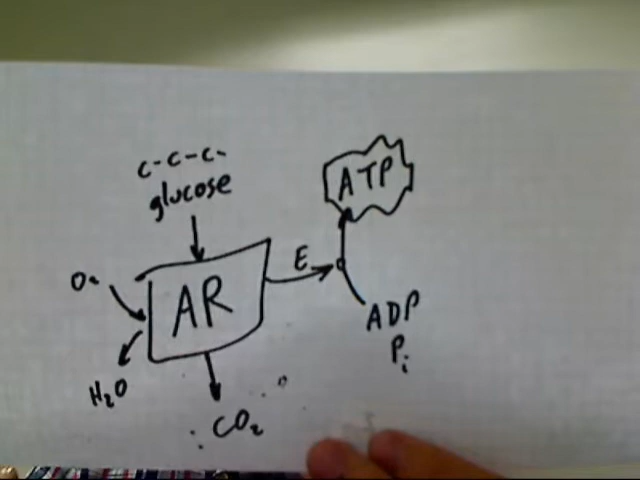 C-C-C-
glucose
ATP
E
O₂
AR
ADP
Pi
H₂O
CO₂